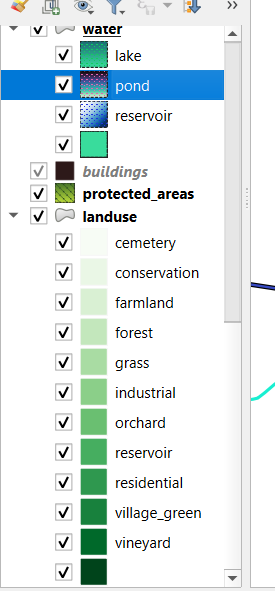 water
lake
pond
reservoir
buildings
protected_areas
landuse
cemetery
conservation
farmland
forest
grass
industrial
orchard
reservoir
residential
village_green
vineyard